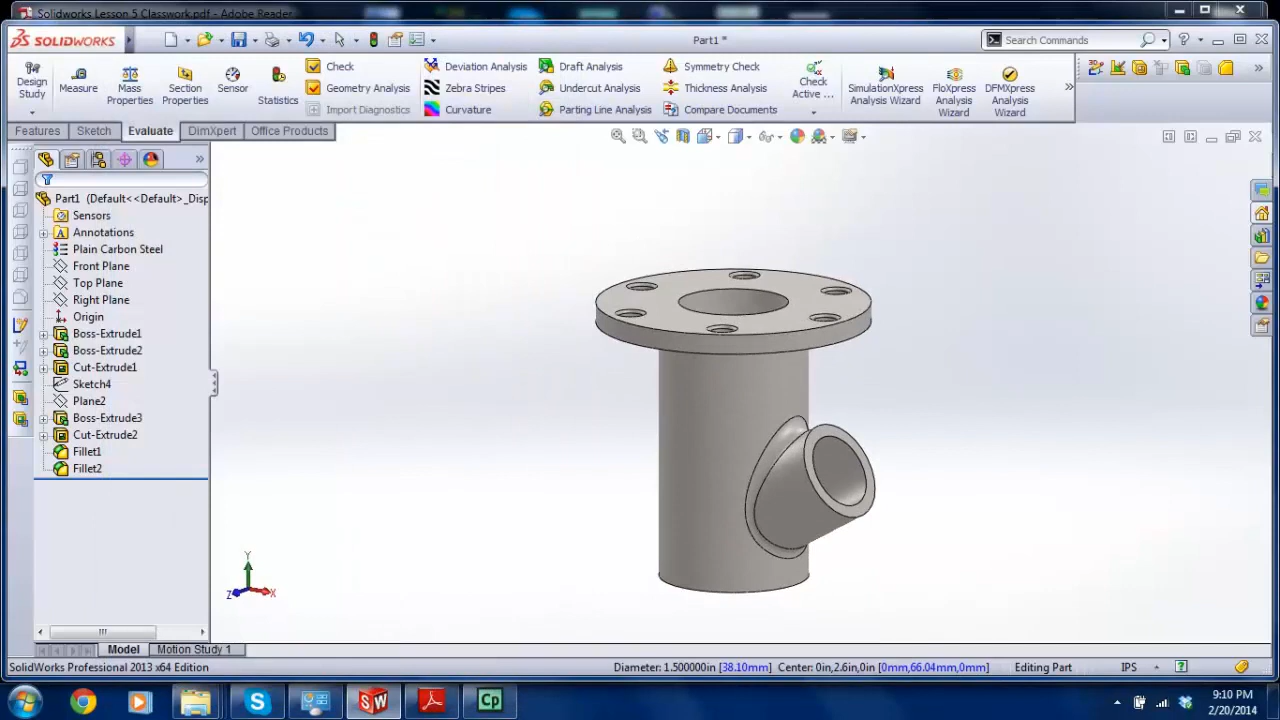 Solidworks Lesson 5 Classwork.pdf - Adobe Reader
SOLIDWORKS
Part1 *
Search Commands
Design Study
Measure
Mass Properties
Section Properties
Sensor
Statistics
Check
Geometry Analysis
Import Diagnostics
Deviation Analysis
Zebra Stripes
Curvature
Draft Analysis
Undercut Analysis
Parting Line Analysis
Symmetry Check
Thickness Analysis
Compare Documents
Check Active ...
SimulationXpress Analysis Wizard
FloXpress Analysis Wizard
DFMXpress Analysis Wizard
Features
Sketch
Evaluate
DimXpert
Office Products
Part1 (Default<<Default>_Disp
Sensors
Annotations
Plain Carbon Steel
Front Plane
Top Plane
Right Plane
Origin
Boss-Extrude1
Boss-Extrude2
Cut-Extrude1
Sketch4
Plane2
Boss-Extrude3
Cut-Extrude2
Fillet1
Fillet2
Y
Z
X
Model
Motion Study 1
SolidWorks Professional 2013 x64 Edition
Diameter: 1.500000in [38.10mm] Center: 0in,2.6in,0in [0mm,66.04mm,0mm]
Editing Part
IPS
9:10 PM
2/20/2014